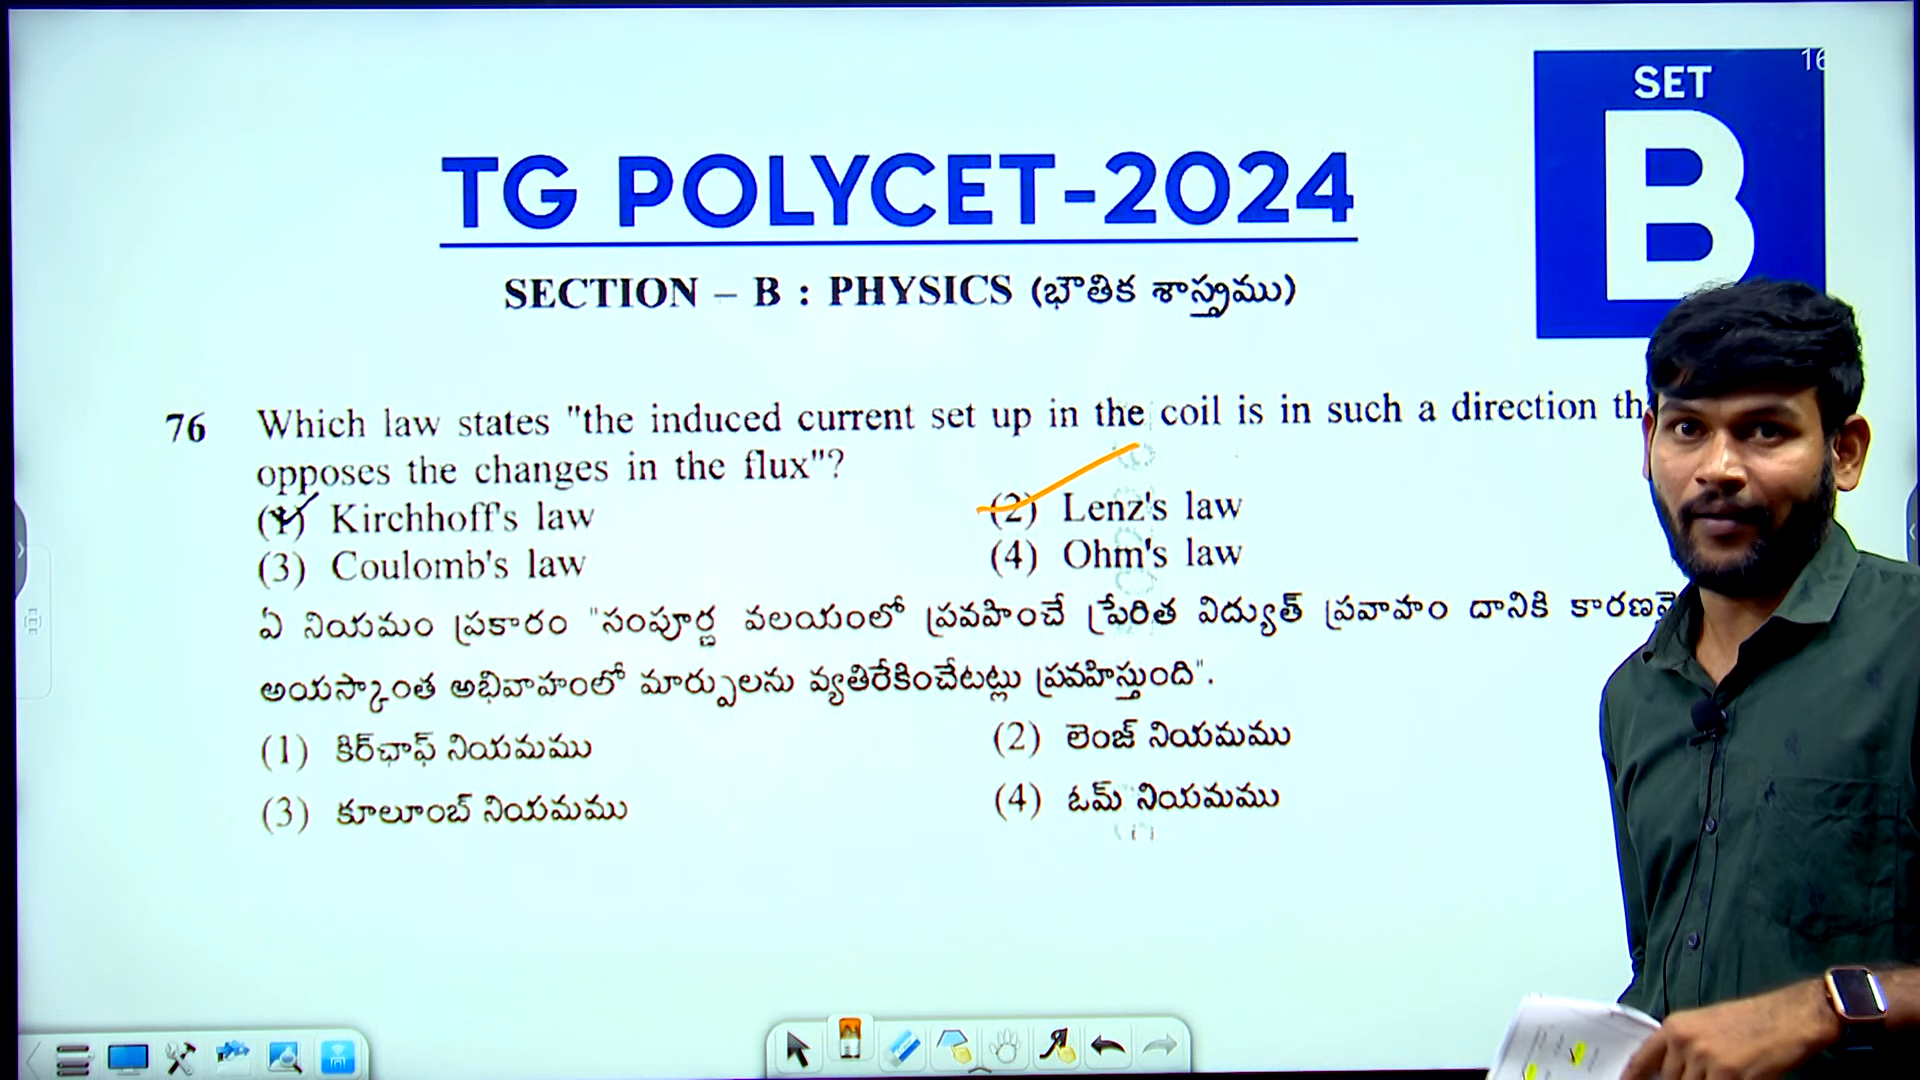 16
SET
B
TG POLYCET-2024
SECTION – B : PHYSICS (భౌతిక శాస్త్రము)
76 Which law states "the induced current set up in the coil is in such a direction
opposes the changes in the flux"?
(1) Kirchhoff's law (2) Lenz's law
(3) Coulomb's law (4) Ohm's law
ఏ నియమం ప్రకారం "సంపూర్ణ వలయంలో ప్రవహించే ప్రేరిత విద్యుత్ ప్రవాహం దానికి
అయస్కాంత అభివాహంలో మార్పులను వ్యతిరేకించేటట్లు ప్రవహిస్తుంది".
(1) కిర్‌ఛాఫ్ నియమము (2) లెంజ్ నియమము
(3) కూలూంబ్ నియమము (4) ఓమ్ నియమము